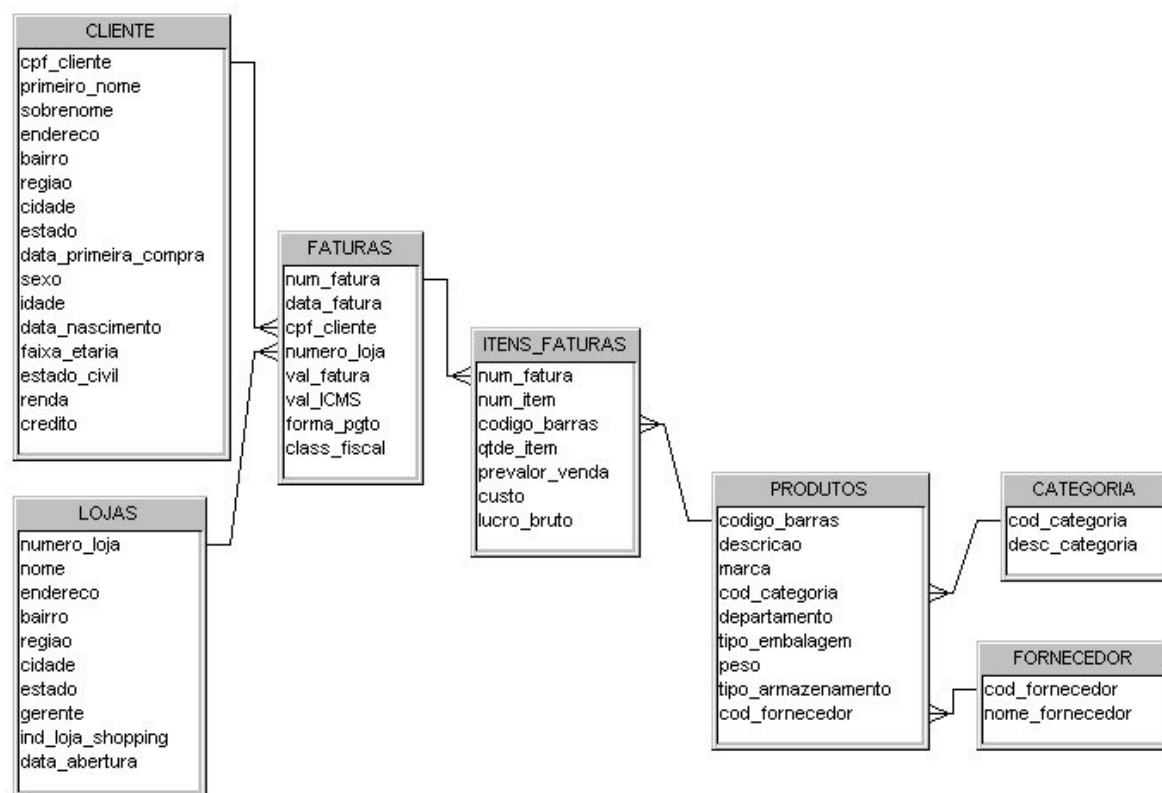 CLIENTE
cpf_cliente
primeiro_nome
sobrenome
endereco
bairro
regiao
cidade
estado
data_primeira_compra
sexo
idade
data_nascimento
faixa_etaria
estado_civil
renda
credito
LOJAS
numero_loja
nome
endereco
bairro
regiao
cidade
estado
gerente
ind_loja_shopping
data_abertura
FATURAS
num_fatura
data_fatura
cpf_cliente
numero_loja
val_fatura
val_ICMS
forma_pgto
class_fiscal
ITENS_FATURAS
num_fatura
num_item
codigo_barras
qtde_item
prevalor_venda
custo
lucro_bruto
PRODUTOS
codigo_barras
descricao
marca
cod_categoria
departamento
tipo_embalagem
peso
tipo_armazenamento
cod_fornecedor
CATEGORIA
cod_categoria
desc_categoria
FORNECEDOR
cod_fornecedor
nome_fornecedor